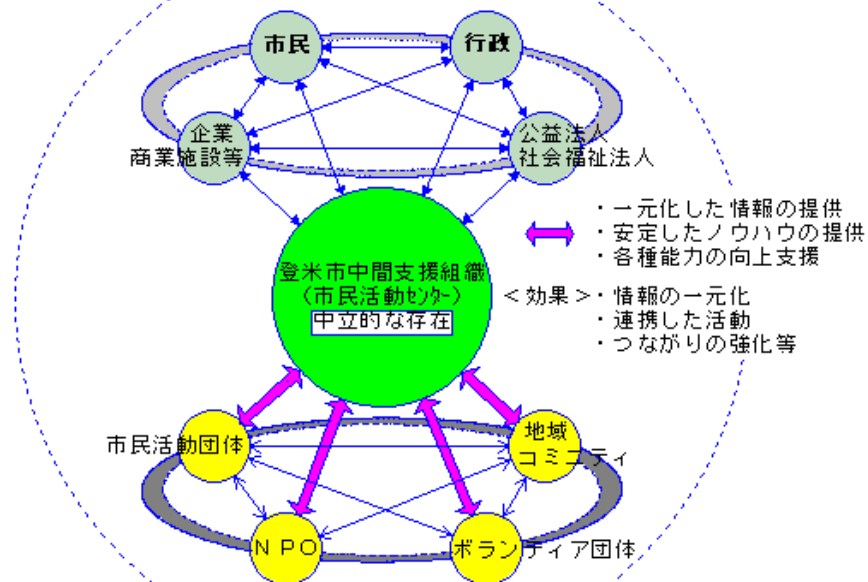 市民
行政
企業
商業施設等
公益法人
社会福祉法人
・一元化した情報の提供
・安定したノウハウの提供
・各種能力の向上支援
登米市中間支援組織
（市民活動ｾﾝﾀｰ）
中立的な存在
＜効果＞・情報の一元化
・連携した活動
・つながりの強化等
市民活動団体
地域
コミニティ
ＮＰＯ
ボランティア団体